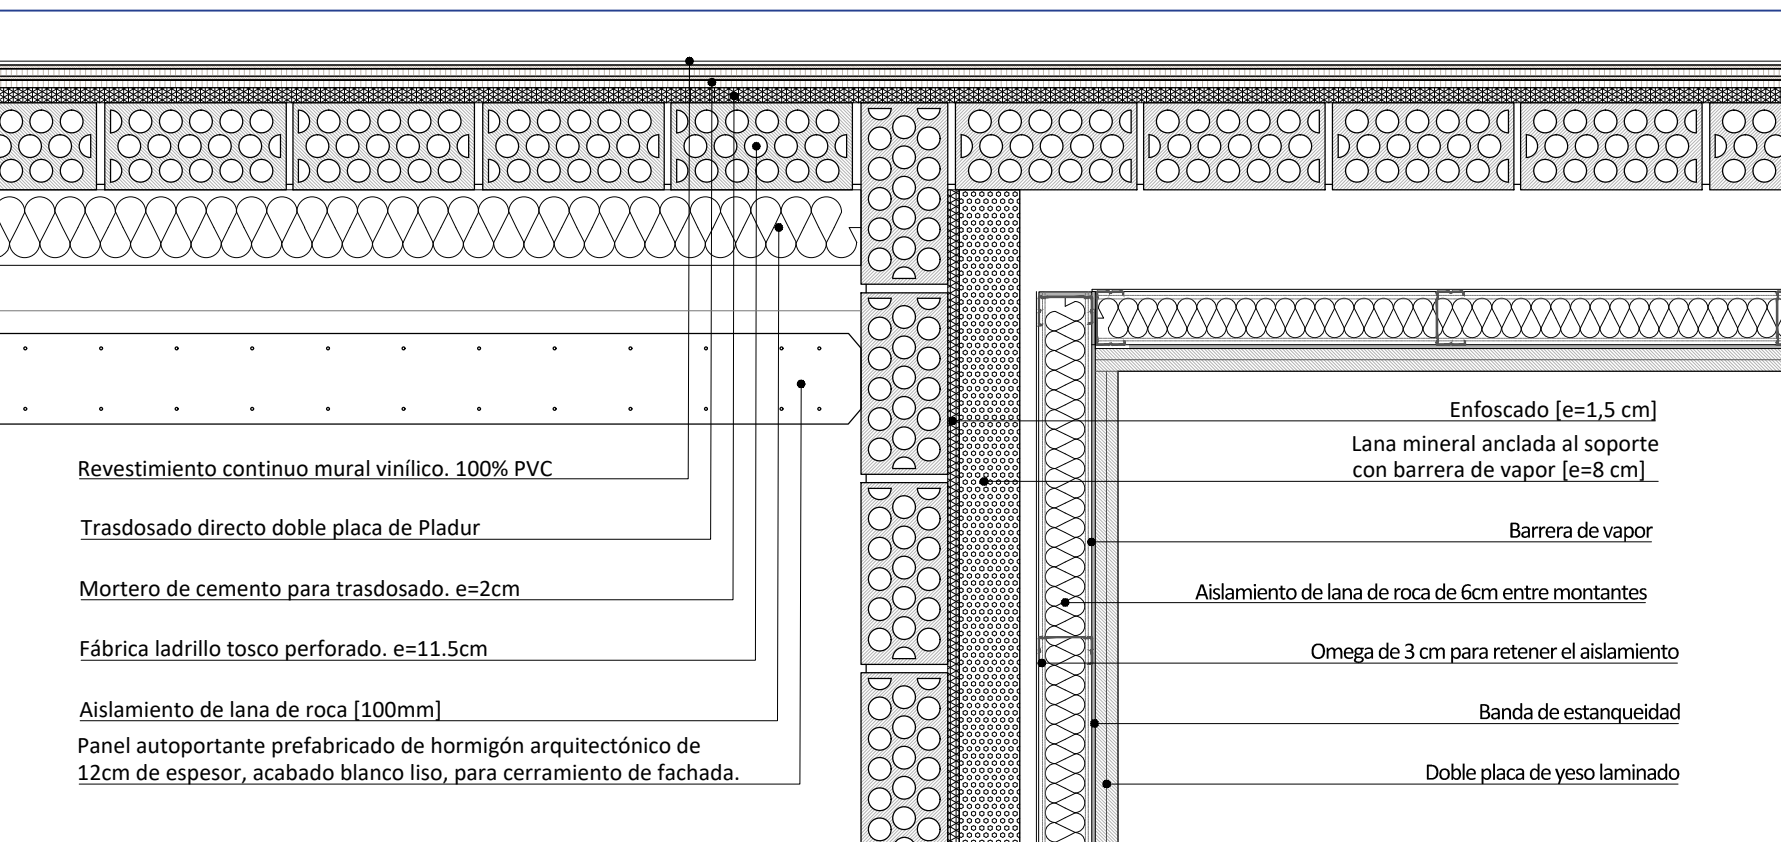 Revestimiento continuo mural vinílico. 100% PVC
Trasdosado directo doble placa de Pladur
Mortero de cemento para trasdosado. e=2cm
Fábrica ladrillo tosco perforado. e=11.5cm
Aislamiento de lana de roca [100mm]
Panel autoportante prefabricado de hormigón arquitectónico de
12cm de espesor, acabado blanco liso, para cerramiento de fachada.
Enfoscado [e=1,5 cm]
Lana mineral anclada al soporte
con barrera de vapor [e=8 cm]
Barrera de vapor
Aislamiento de lana de roca de 6cm entre montantes
Omega de 3 cm para retener el aislamiento
Banda de estanqueidad
Doble placa de yeso laminado